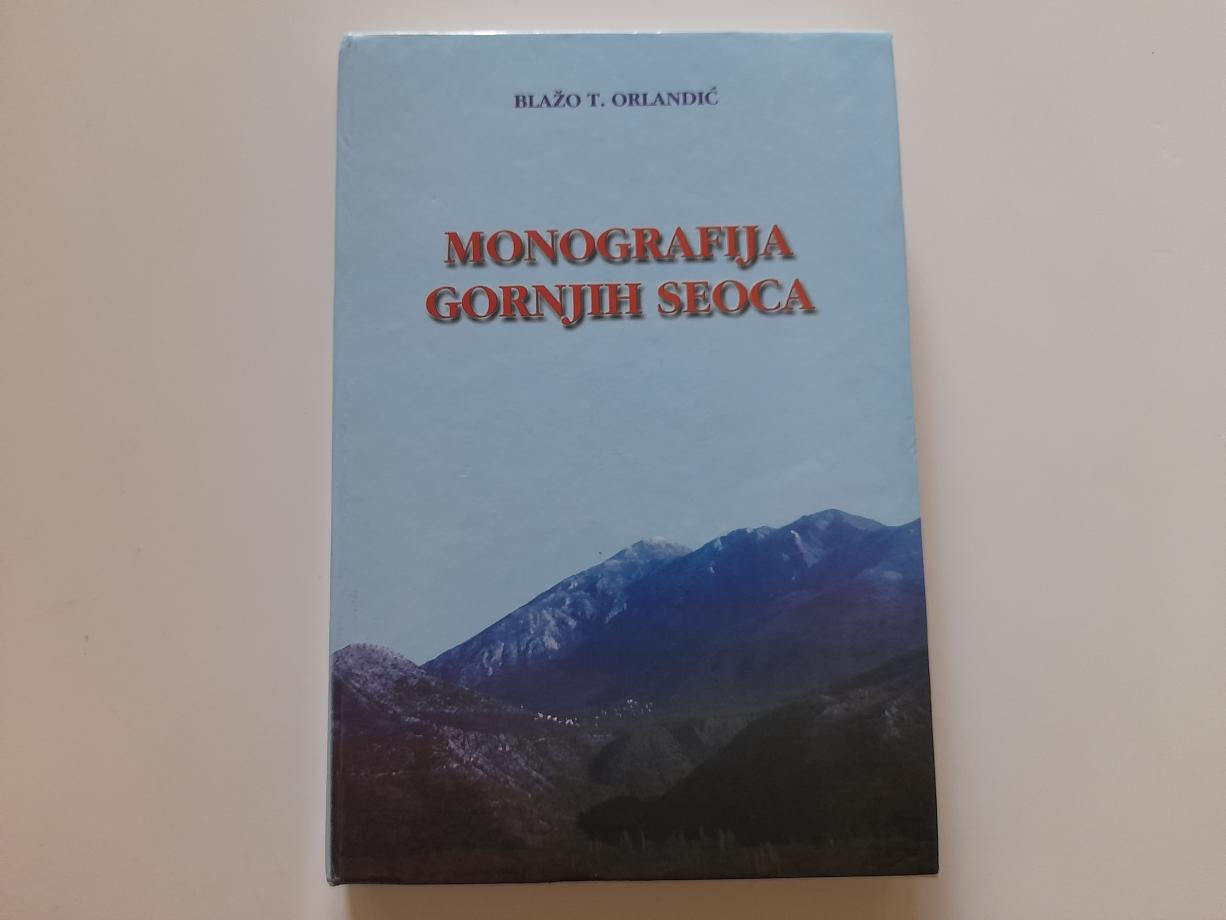 BLAŽO T. ORLANDIĆ
MONOGRAFIJA
GORNJIH SEOCA